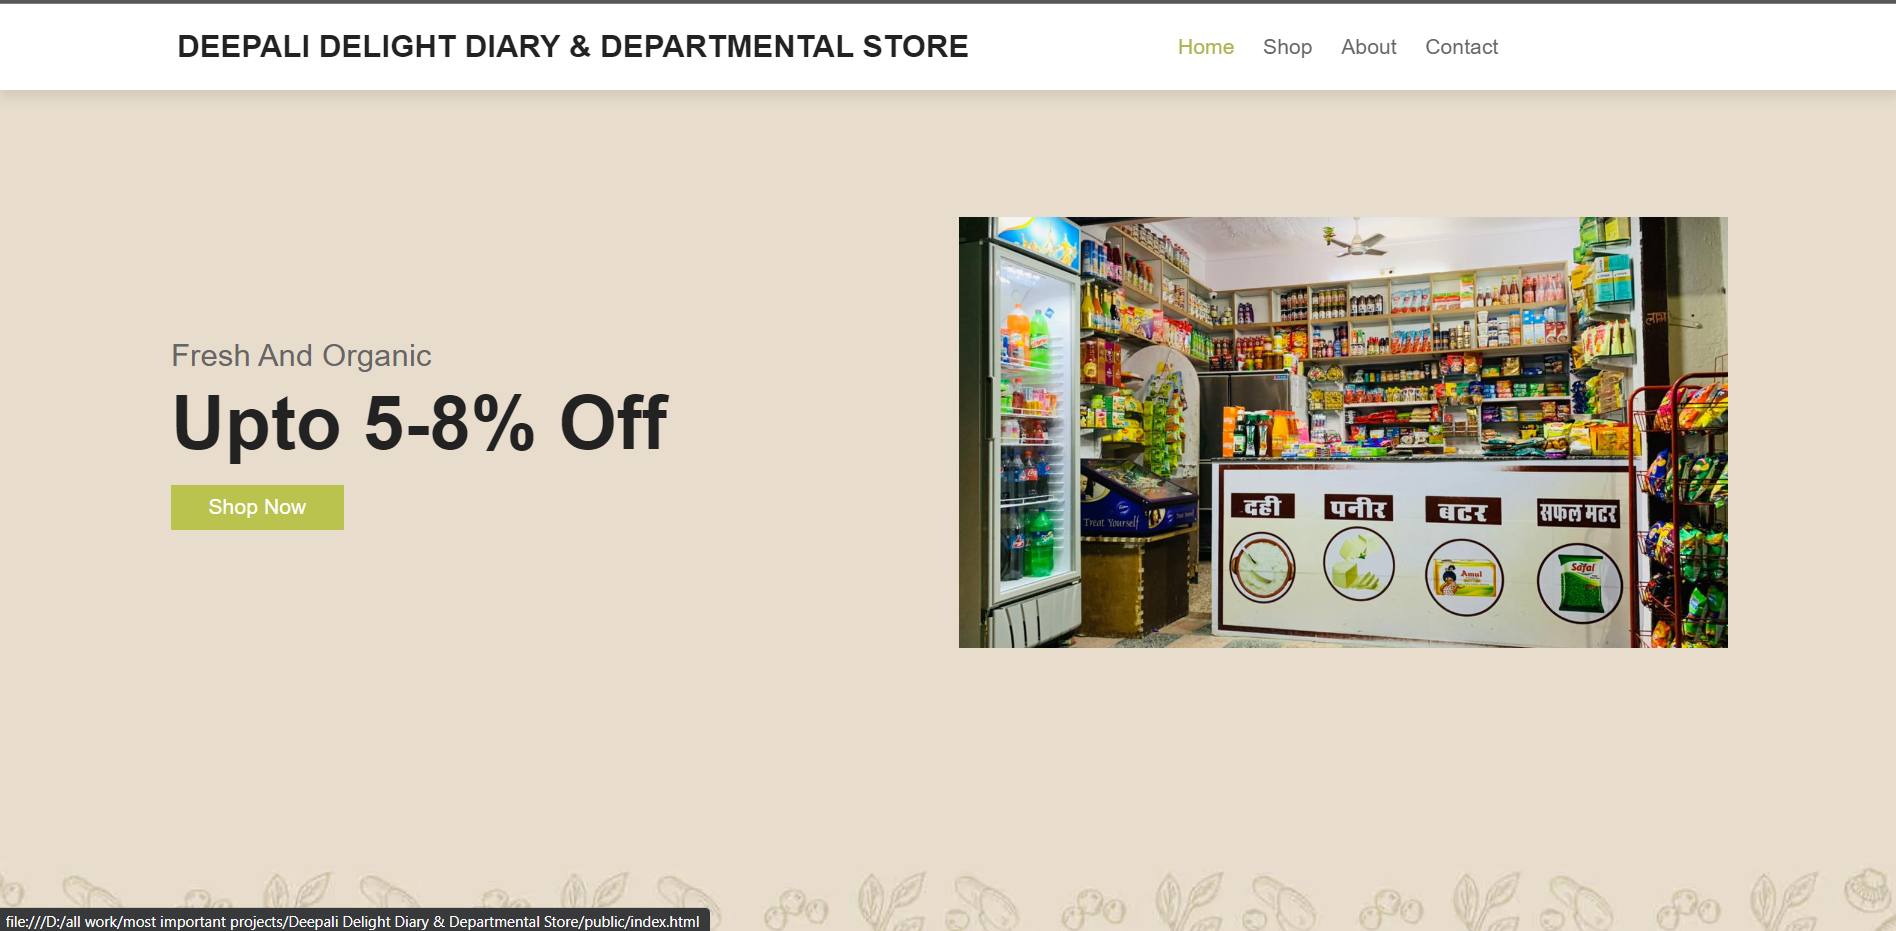 DEEPALI DELIGHT DIARY & DEPARTMENTAL STORE
Home Shop About Contact
Fresh And Organic
Upto 5-8% Off
Shop Now
लाभ
Treat Yourself
दही
पनीर
बटर
सफल मटर
Amul
Safal
file:///D:/all work/most important projects/Deepali Delight Diary & Departmental Store/public/index.html